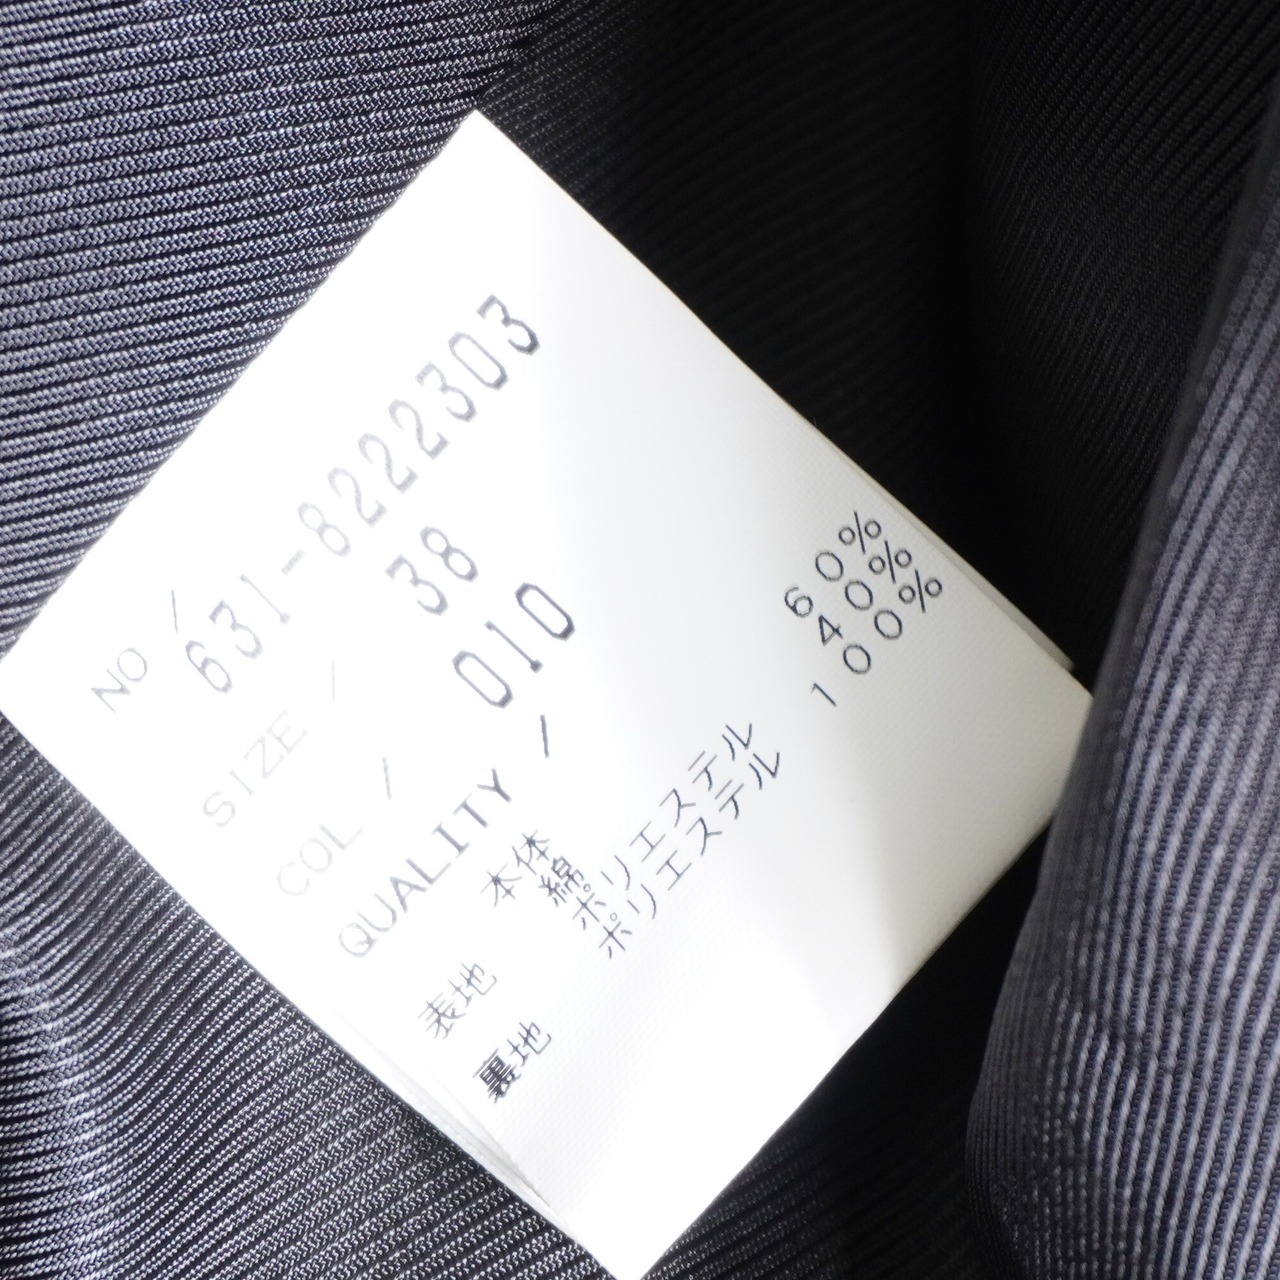 NO / 631-8222303
SIZE / 38
COL / 010
QUALITY /
本体
表地 綿 60%
ポリエステル 40%
裏地 ポリエステル 100%